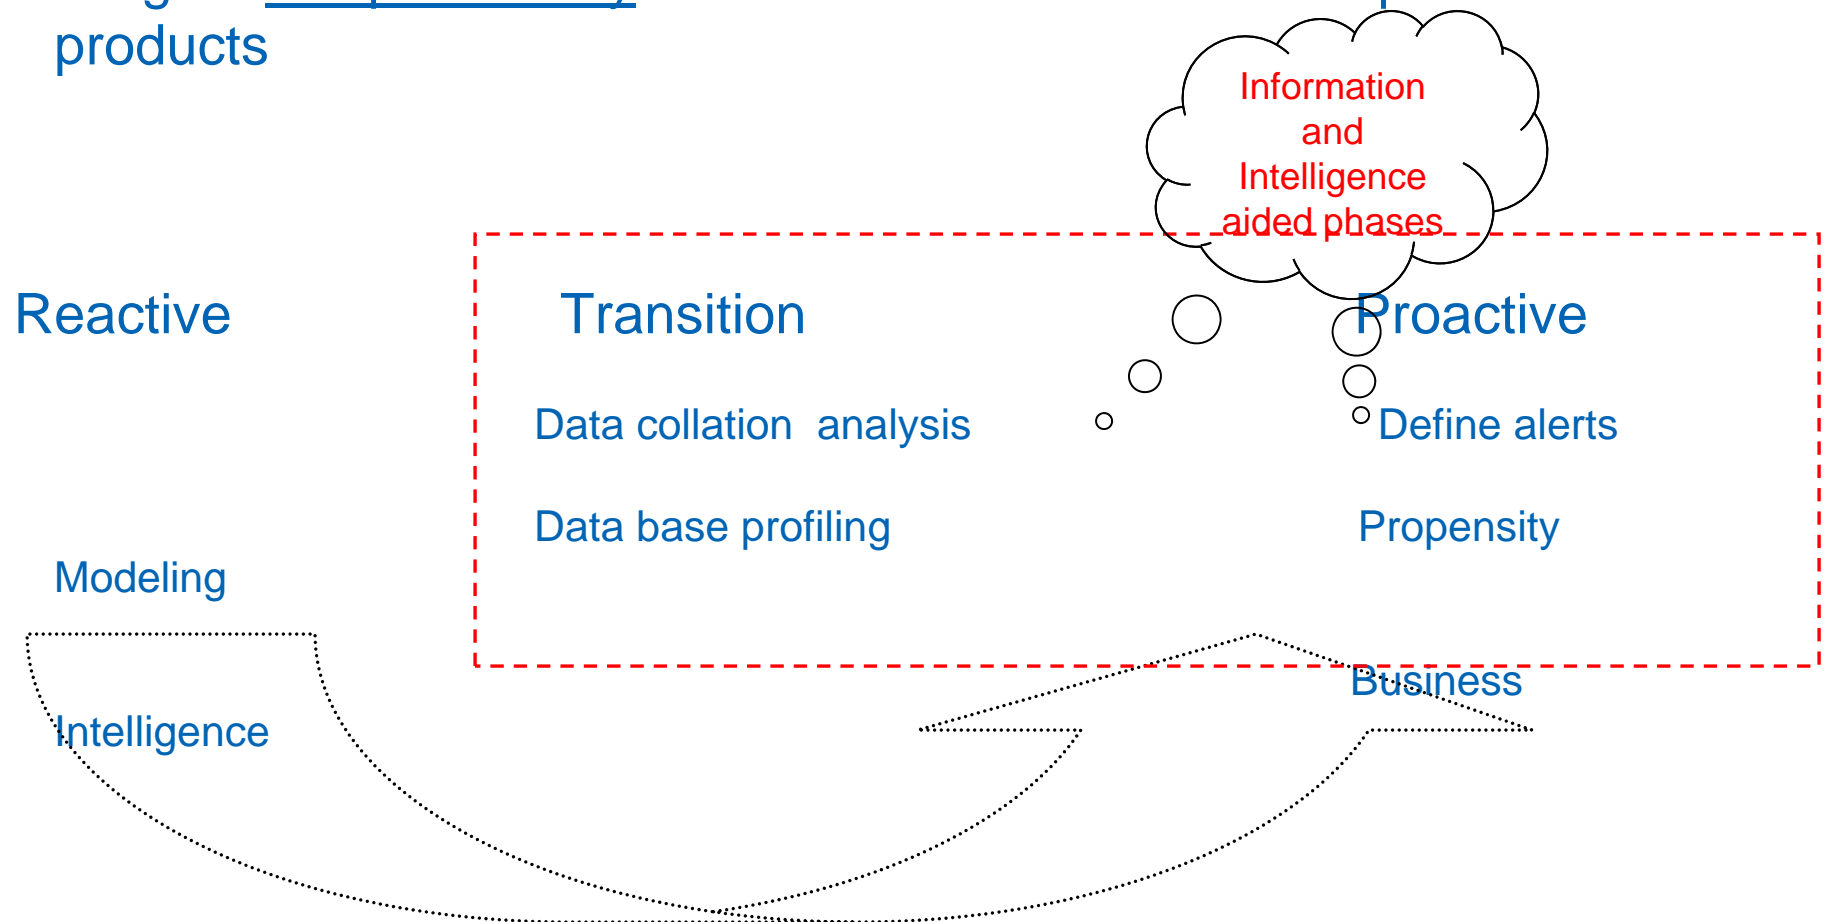 products
Information
and
Intelligence
aided phases
Reactive Transition Proactive
Data collation analysis Define alerts
Data base profiling Propensity
Modeling
Business
Intelligence